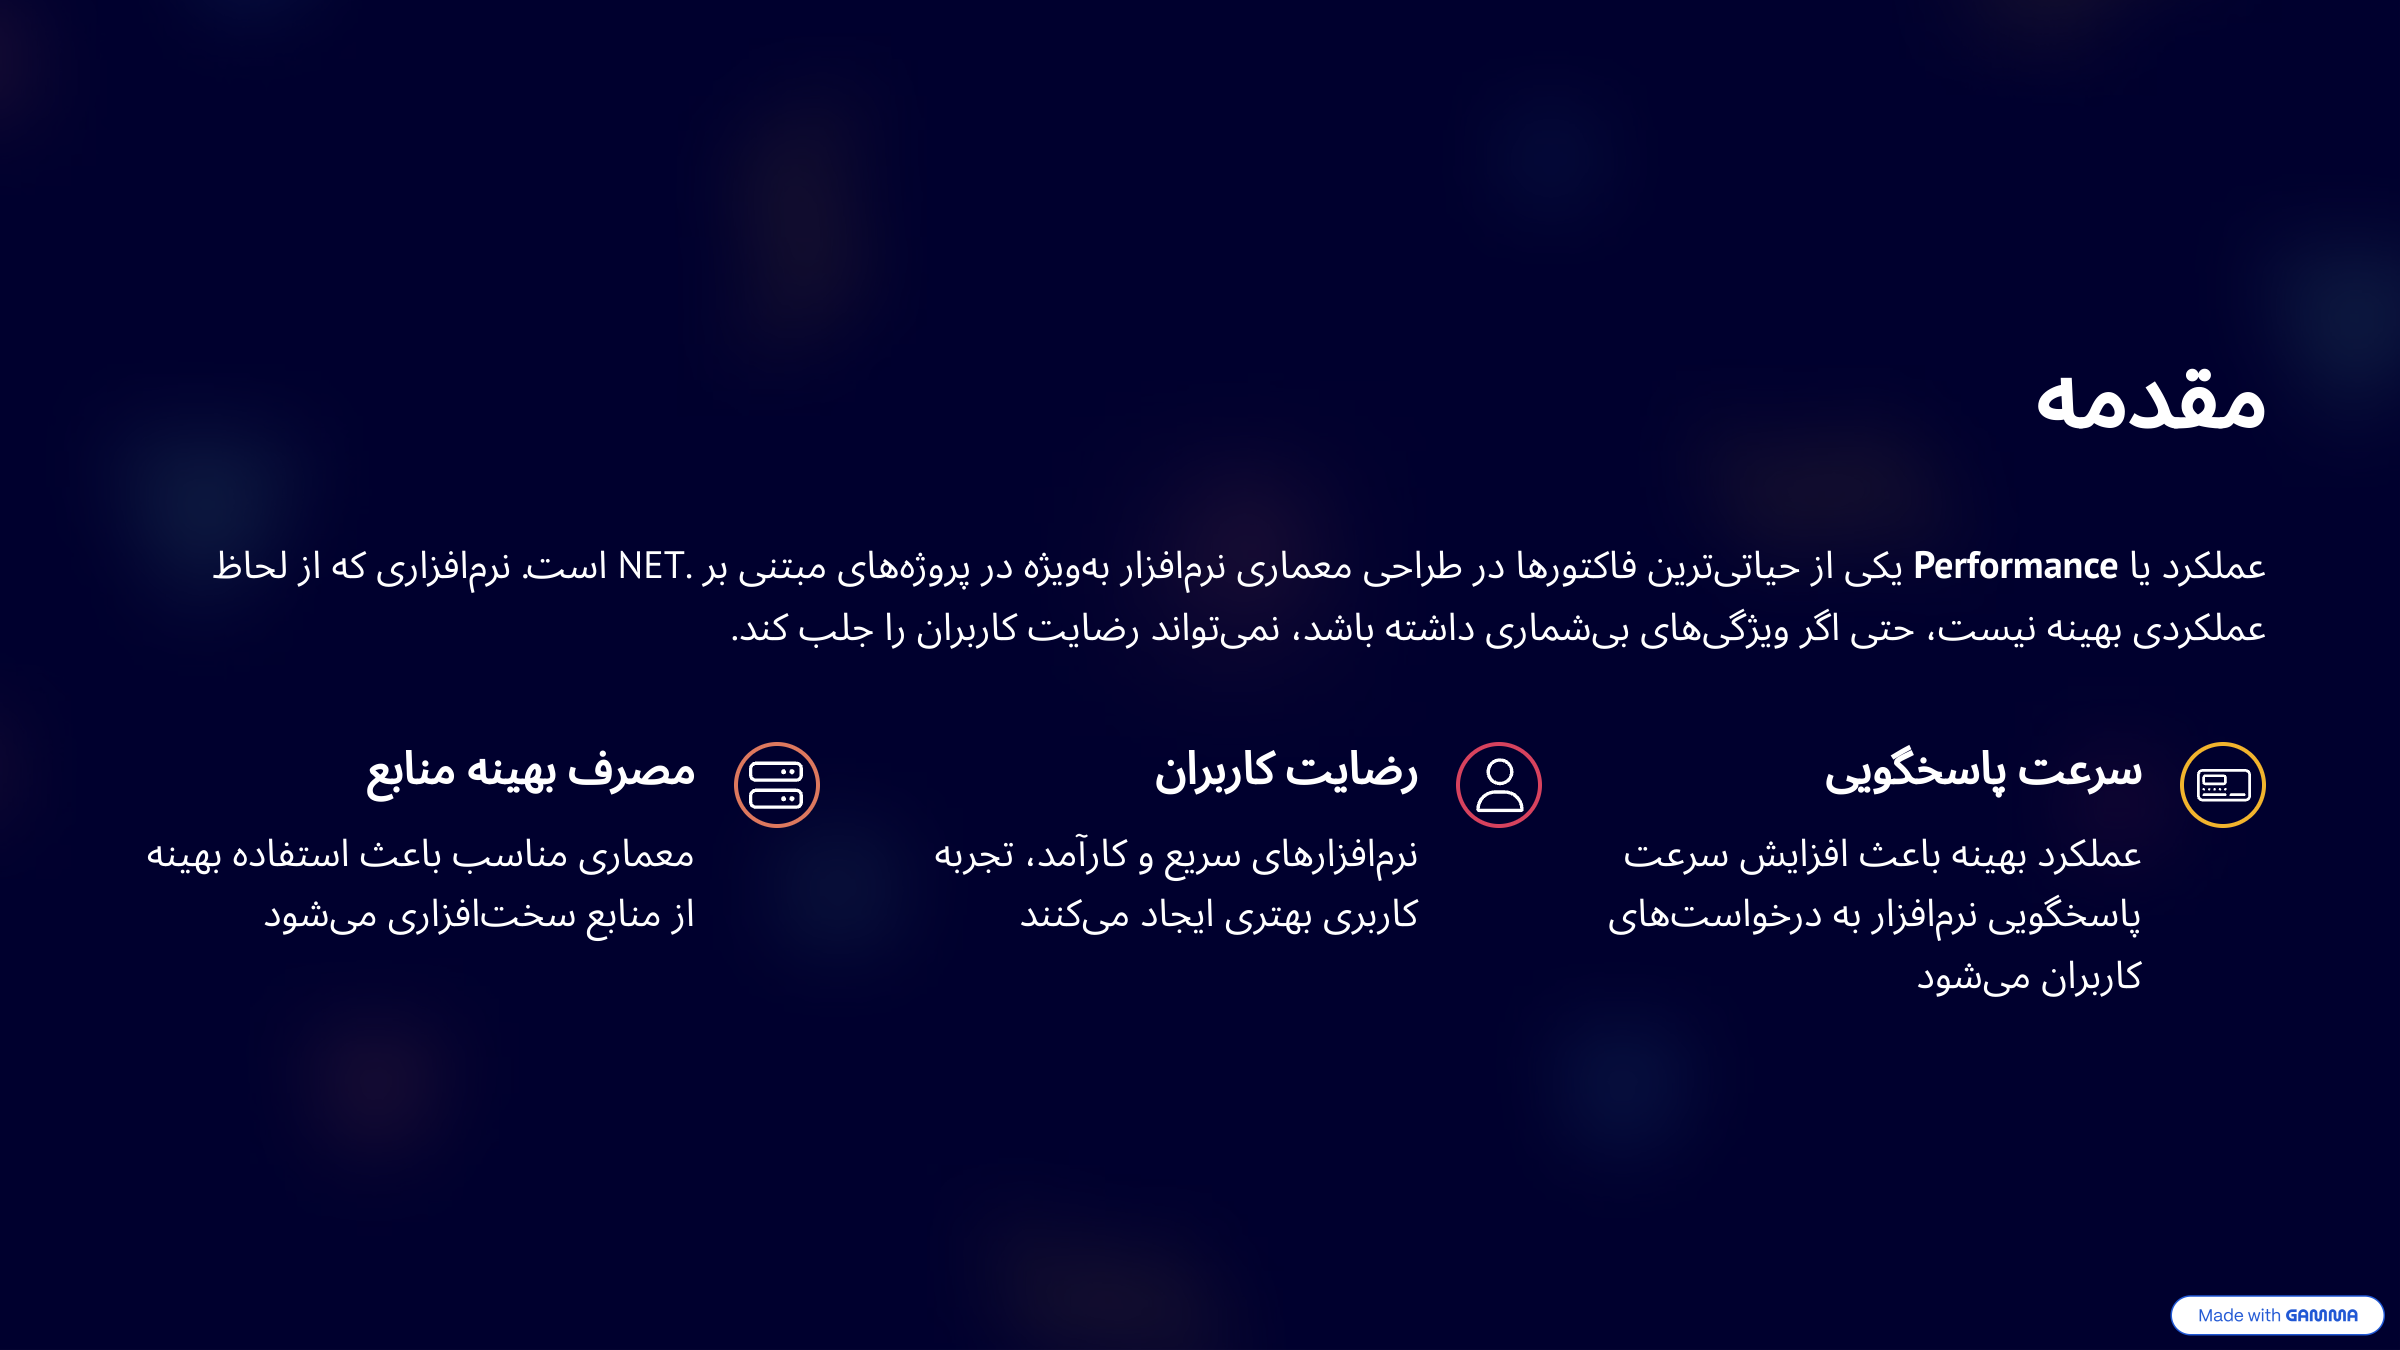 مقدمه
عملکرد یا Performance یکی از حیاتی‌ترین فاکتورها در طراحی معماری نرم‌افزار به‌ویژه در پروژه‌های مبتنی بر .NET است. نرم‌افزاری که از لحاظ
عملکردی بهینه نیست، حتی اگر ویژگی‌های بی‌شماری داشته باشد، نمی‌تواند رضایت کاربران را جلب کند.
سرعت پاسخگویی
عملکرد بهینه باعث افزایش سرعت
پاسخگویی نرم‌افزار به درخواست‌های
کاربران می‌شود
رضایت کاربران
نرم‌افزارهای سریع و کارآمد، تجربه
کاربری بهتری ایجاد می‌کنند
مصرف بهینه منابع
معماری مناسب باعث استفاده بهینه
از منابع سخت‌افزاری می‌شود
Made with GAMMA